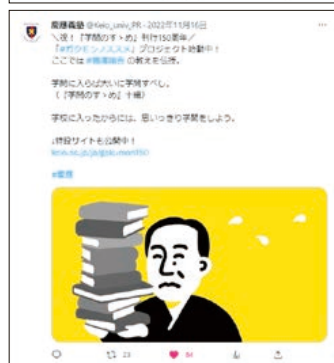 慶應義塾 @Keio_univ_PR・2022年11月16日
＼祝！『学問のすゝめ』刊行150周年／
「#ガクモンノススメ」プロジェクト始動中！
ここでは #福澤諭吉 の教えを伝授。
学問に入らば大いに学問すべし。
（『学問のすゝめ』十編）
学校に入ったからには、思いっきり学問をしよう。
↓特設サイトも公開中！
#慶應
23
84